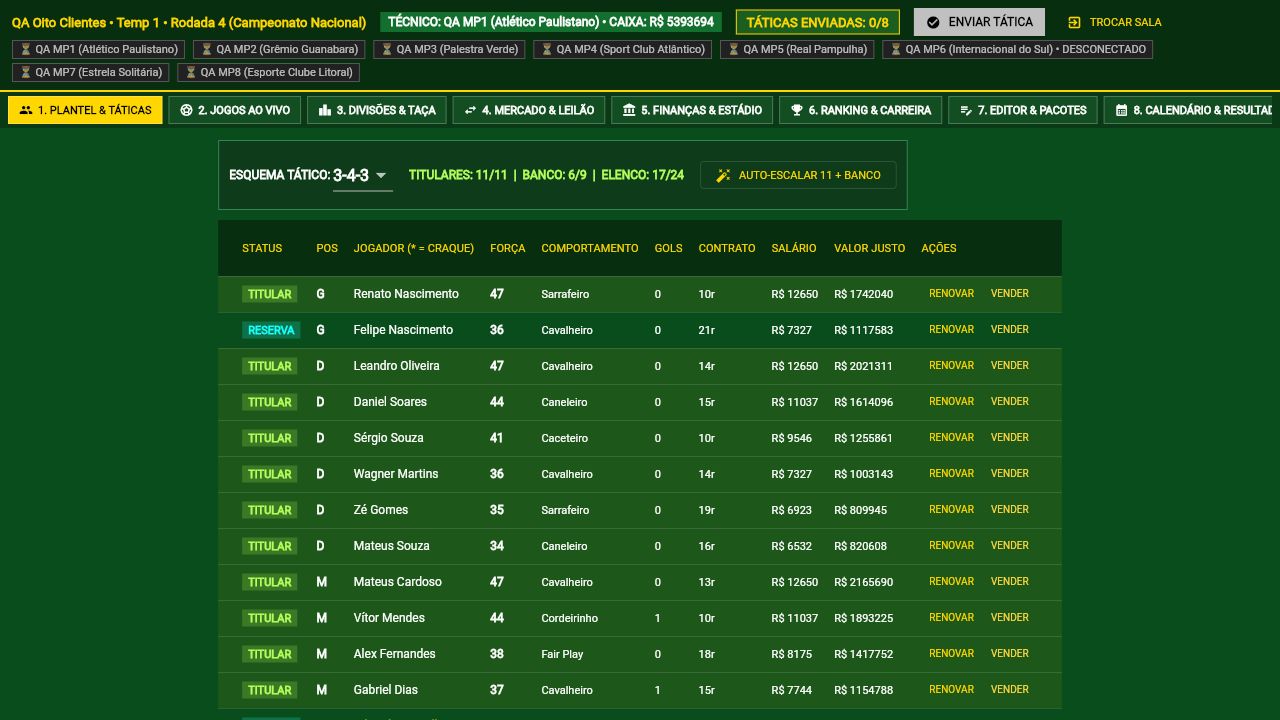 QA Oito Clientes • Temp 1 • Rodada 4 (Campeonato Nacional) TÉCNICO: QA MP1 (Atlético Paulistano) • CAIXA: R$ 5393694 TÁTICAS ENVIADAS: 0/8 ENVIAR TÁTICA TROCAR SALA
QA MP1 (Atlético Paulistano) QA MP2 (Grêmio Guanabara) QA MP3 (Palestra Verde) QA MP4 (Sport Club Atlântico) QA MP5 (Real Pampulha) QA MP6 (Internacional do Sul) • DESCONECTADO
QA MP7 (Estrela Solitária) QA MP8 (Esporte Clube Litoral)
1. PLANTEL & TÁTICAS 2. JOGOS AO VIVO 3. DIVISÕES & TAÇA 4. MERCADO & LEILÃO 5. FINANÇAS & ESTÁDIO 6. RANKING & CARREIRA 7. EDITOR & PACOTES 8. CALENDÁRIO & RESULTAD
ESQUEMA TÁTICO: 3-4-3 TITULARES: 11/11 | BANCO: 6/9 | ELENCO: 17/24 AUTO-ESCALAR 11 + BANCO
STATUS POS JOGADOR (* = CRAQUE) FORÇA COMPORTAMENTO GOLS CONTRATO SALÁRIO VALOR JUSTO AÇÕES
TITULAR G Renato Nascimento 47 Sarrafeiro 0 10r R$ 12650 R$ 1742040 RENOVAR VENDER
RESERVA G Felipe Nascimento 36 Cavalheiro 0 21r R$ 7327 R$ 1117583 RENOVAR VENDER
TITULAR D Leandro Oliveira 47 Cavalheiro 0 14r R$ 12650 R$ 2021311 RENOVAR VENDER
TITULAR D Daniel Soares 44 Caneleiro 0 15r R$ 11037 R$ 1614096 RENOVAR VENDER
TITULAR D Sérgio Souza 41 Caceteiro 0 10r R$ 9546 R$ 1255861 RENOVAR VENDER
TITULAR D Wagner Martins 36 Cavalheiro 0 14r R$ 7327 R$ 1003143 RENOVAR VENDER
TITULAR D Zé Gomes 35 Sarrafeiro 0 19r R$ 6923 R$ 809945 RENOVAR VENDER
TITULAR D Mateus Souza 34 Caneleiro 0 16r R$ 6532 R$ 820608 RENOVAR VENDER
TITULAR M Mateus Cardoso 47 Cavalheiro 0 13r R$ 12650 R$ 2165690 RENOVAR VENDER
TITULAR M Vítor Mendes 44 Cordeirinho 1 10r R$ 11037 R$ 1893225 RENOVAR VENDER
TITULAR M Alex Fernandes 38 Fair Play 0 18r R$ 8175 R$ 1417752 RENOVAR VENDER
TITULAR M Gabriel Dias 37 Cavalheiro 1 15r R$ 7744 R$ 1154788 RENOVAR VENDER